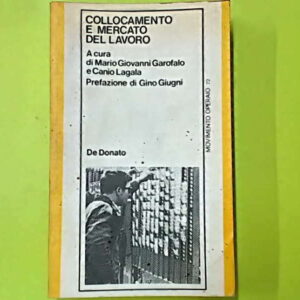 COLLOCAMENTO
E MERCATO
DEL LAVORO
A cura
di Mario Giovanni Garofalo
e Canio Lagala
Prefazione di Gino Giugni
De Donato
MOVIMENTO OPERAIO